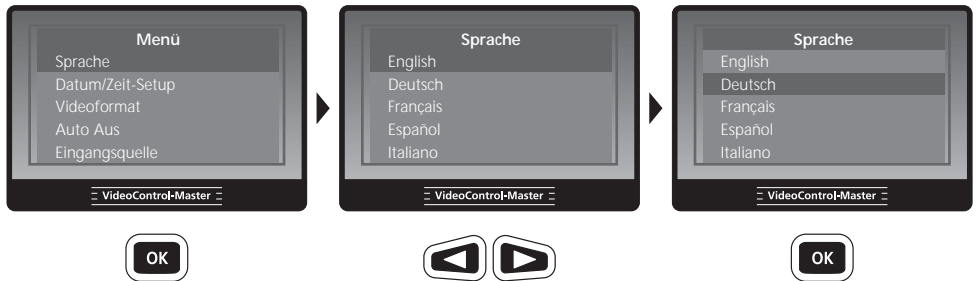 Menü
Sprache
Datum/Zeit-Setup
Videoformat
Auto Aus
Eingangsquelle
VideoControl-Master
OK
Sprache
English
Deutsch
Français
Español
Italiano
VideoControl-Master
Sprache
English
Deutsch
Français
Español
Italiano
VideoControl-Master
OK